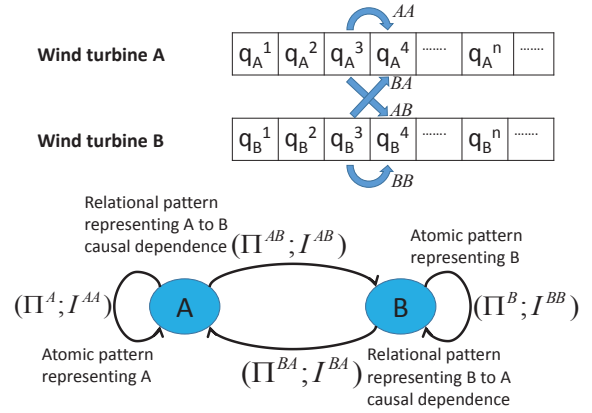 AA
Wind turbine A
q_A^1 q_A^2 q_A^3 q_A^4 ........ q_A^n .......
BA
AB
Wind turbine B
q_B^1 q_B^2 q_B^3 q_B^4 ........ q_B^n .......
BB
Relational pattern
representing A to B
causal dependence
(Π^{AB}; I^{AB})
Atomic pattern
representing B
(Π^A; I^{AA})
A
B
(Π^B; I^{BB})
Atomic pattern
representing A
(Π^{BA}; I^{BA})
Relational pattern
representing B to A
causal dependence